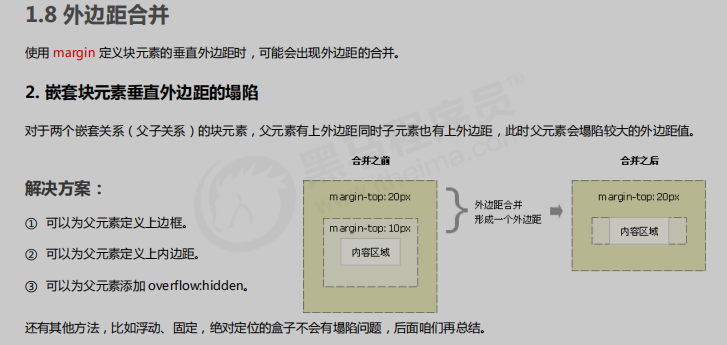 1.8 外边距合并
使用 margin 定义块元素的垂直外边距时，可能会出现外边距的合并。
2. 嵌套块元素垂直外边距的塌陷
对于两个嵌套关系（父子关系）的块元素，父元素有上外边距同时子元素也有上外边距，此时父元素会塌陷较大的外边距值。
解决方案：
① 可以为父元素定义上边框。
② 可以为父元素定义上内边距。
③ 可以为父元素添加 overflow:hidden。
合并之前
margin-top: 20px
margin-top: 10px
内容区域
外边距合并
形成一个外边距
合并之后
margin-top: 20px
内容区域
还有其他方法，比如浮动、固定，绝对定位的盒子不会有塌陷问题，后面咱们再总结。
黑马程序员™
www.itheima.com